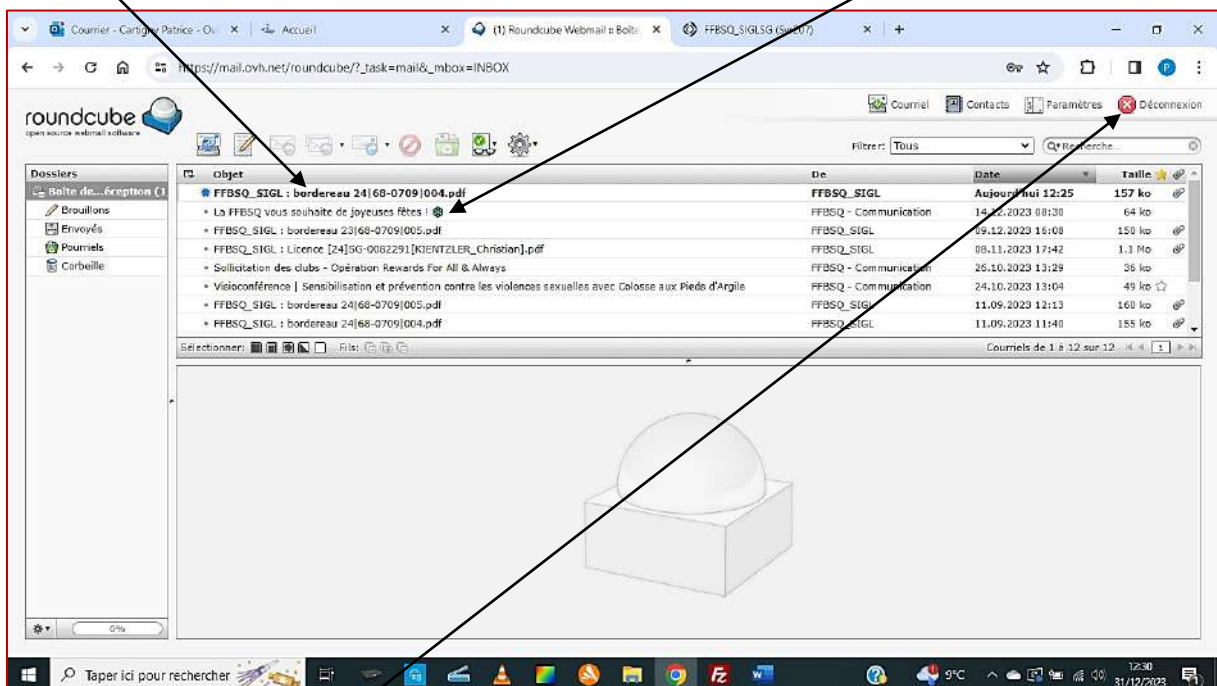 Courrier - Cartigny Patrice - Ou
Accueil
(1) Roundcube Webmail :: Boîte
FFBSQ_SIGLSG (Sur207)
https://mail.ovh.net/roundcube/?_task=mail&_mbox=INBOX
P
roundcube
open source webmail software
Courriel
Contacts
Paramètres
Déconnexion
Filtrer: Tous
Recherche...
Dossiers
Boîte de...éception (1
Brouillons
Envoyés
Pourriels
Corbeille
Objet De Date Taille
FFBSQ_SIGL : bordereau 24|68-0709|004.pdf FFBSQ_SIGL Aujourd'hui 12:25 157 ko
La FFBSQ vous souhaite de joyeuses fêtes ! FFBSQ - Communication 14.12.2023 08:30 64 ko
FFBSQ_SIGL : bordereau 23|68-0709|005.pdf FFBSQ_SIGL 09.12.2023 16:08 150 ko
FFBSQ_SIGL : Licence [24]SG-0082291[KIENTZLER_Christian].pdf FFBSQ_SIGL 08.11.2023 17:42 1.1 Mo
Sollicitation des clubs - Opération Rewards For All & Always FFBSQ - Communication 26.10.2023 13:29 36 ko
Visioconférence | Sensibilisation et prévention contre les violences sexuelles avec Colosse aux Pieds d'Argile FFBSQ - Communication 24.10.2023 13:04 49 ko
FFBSQ_SIGL : bordereau 24|68-0709|005.pdf FFBSQ_SIGL 11.09.2023 12:13 160 ko
FFBSQ_SIGL : bordereau 24|68-0709|004.pdf FFBSQ_SIGL 11.09.2023 11:40 155 ko
Sélectionner: Fils: Courriels de 1 à 12 sur 12 1
0%
Taper ici pour rechercher
9°C
12:30
31/12/2023